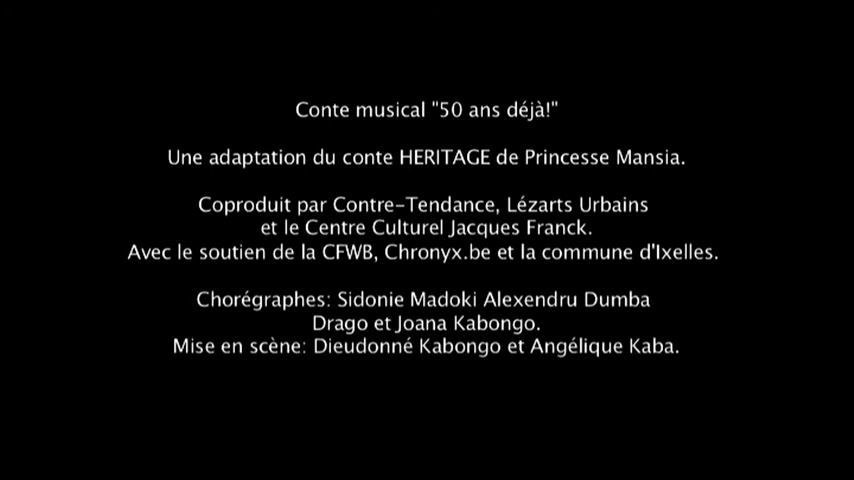 Conte musical "50 ans déjà!"
Une adaptation du conte HERITAGE de Princesse Mansia.
Coproduit par Contre-Tendance, Lézarts Urbains
et le Centre Culturel Jacques Franck.
Avec le soutien de la CFWB, Chronyx.be et la commune d'Ixelles.
Chorégraphes: Sidonie Madoki Alexendru Dumba
Drago et Joana Kabongo.
Mise en scène: Dieudonné Kabongo et Angélique Kaba.